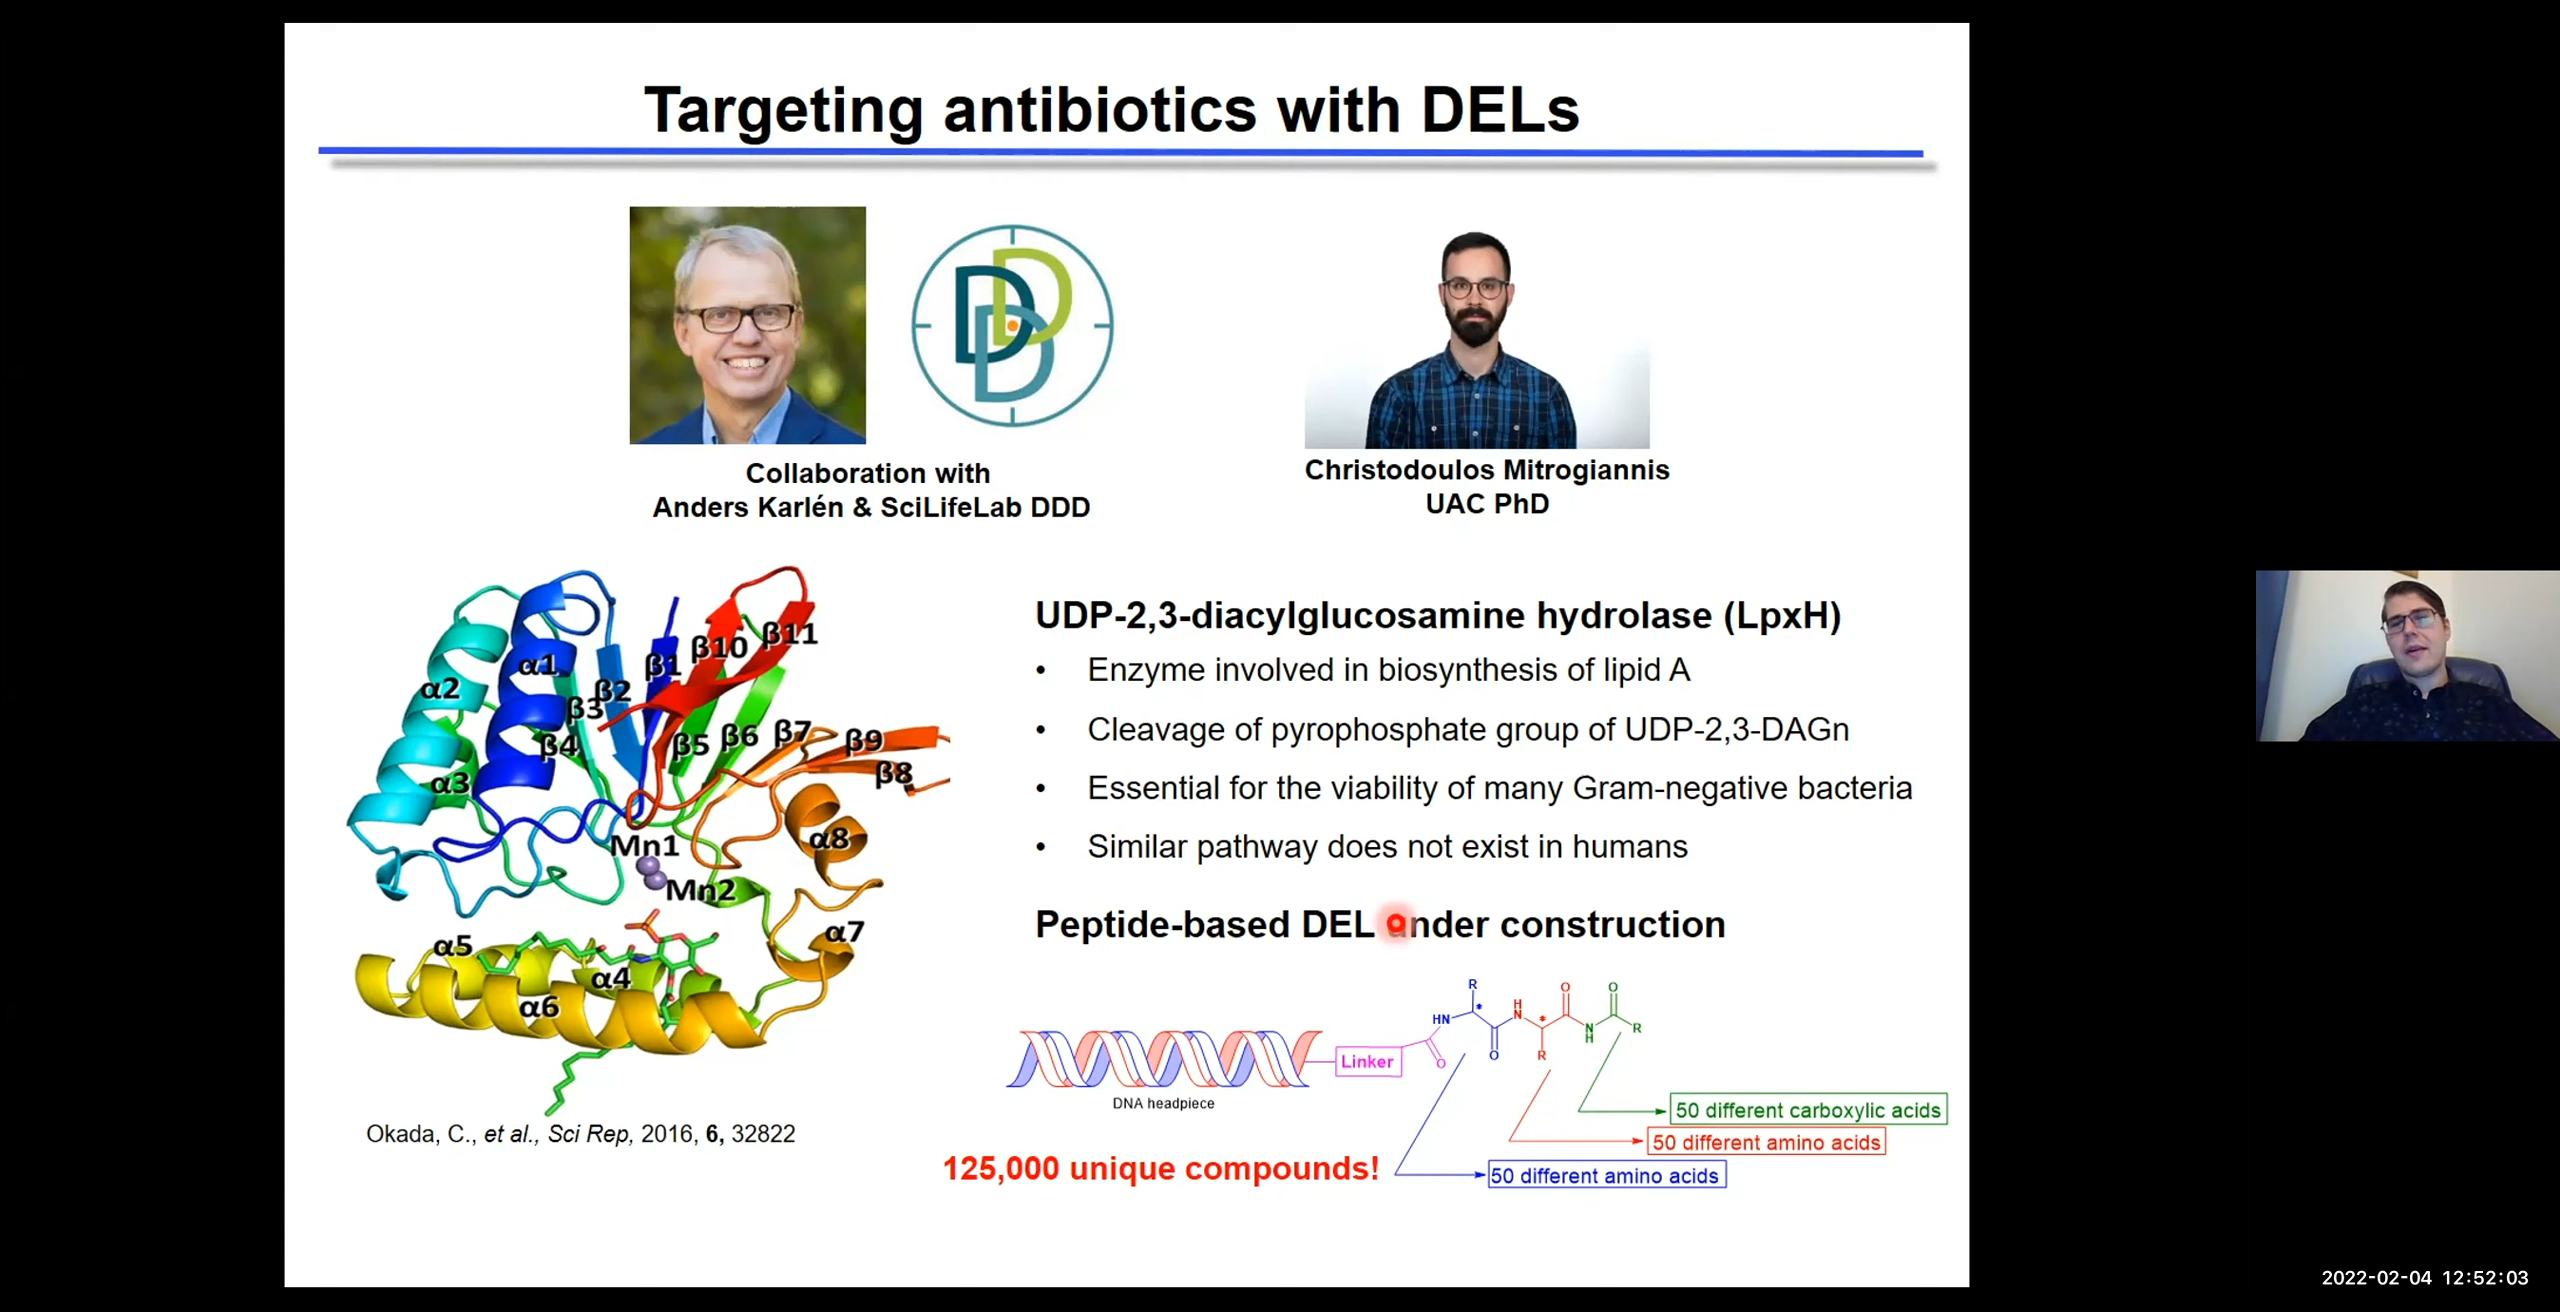 Targeting antibiotics with DELs
DDD
Collaboration with
Anders Karlén & SciLifeLab DDD
Christodoulos Mitrogiannis
UAC PhD
α1
α2
α3
β1
β2
β3
β4
β5
β6
β7
β8
β9
β10
β11
Mn1
Mn2
α8
α7
α5
α4
α6
Okada, C., et al., Sci Rep, 2016, 6, 32822
UDP-2,3-diacylglucosamine hydrolase (LpxH)
• Enzyme involved in biosynthesis of lipid A
• Cleavage of pyrophosphate group of UDP-2,3-DAGn
• Essential for the viability of many Gram-negative bacteria
• Similar pathway does not exist in humans
Peptide-based DEL under construction
Linker
O
HN
R
*
O
H
N
*
R
O
N
H
O
R
DNA headpiece
50 different carboxylic acids
50 different amino acids
50 different amino acids
125,000 unique compounds!
2022-02-04 12:52:03